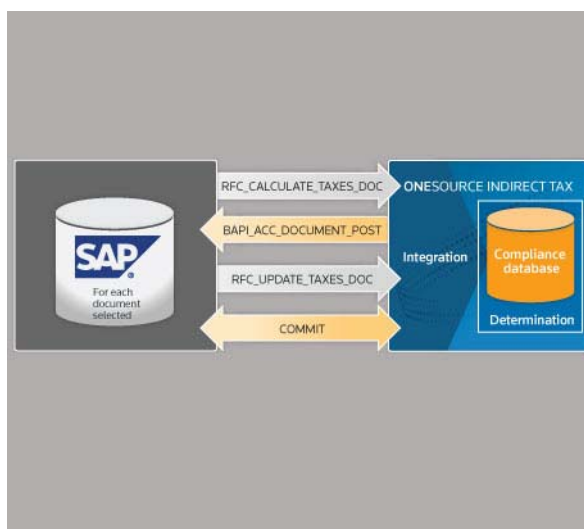 RFC_CALCULATE_TAXES_DOC
ONESOURCE INDIRECT TAX
BAPI_ACC_DOCUMENT_POST
SAP
®
For each
document
selected
RFC_UPDATE_TAXES_DOC
COMMIT
Integration
Compliance
database
Determination